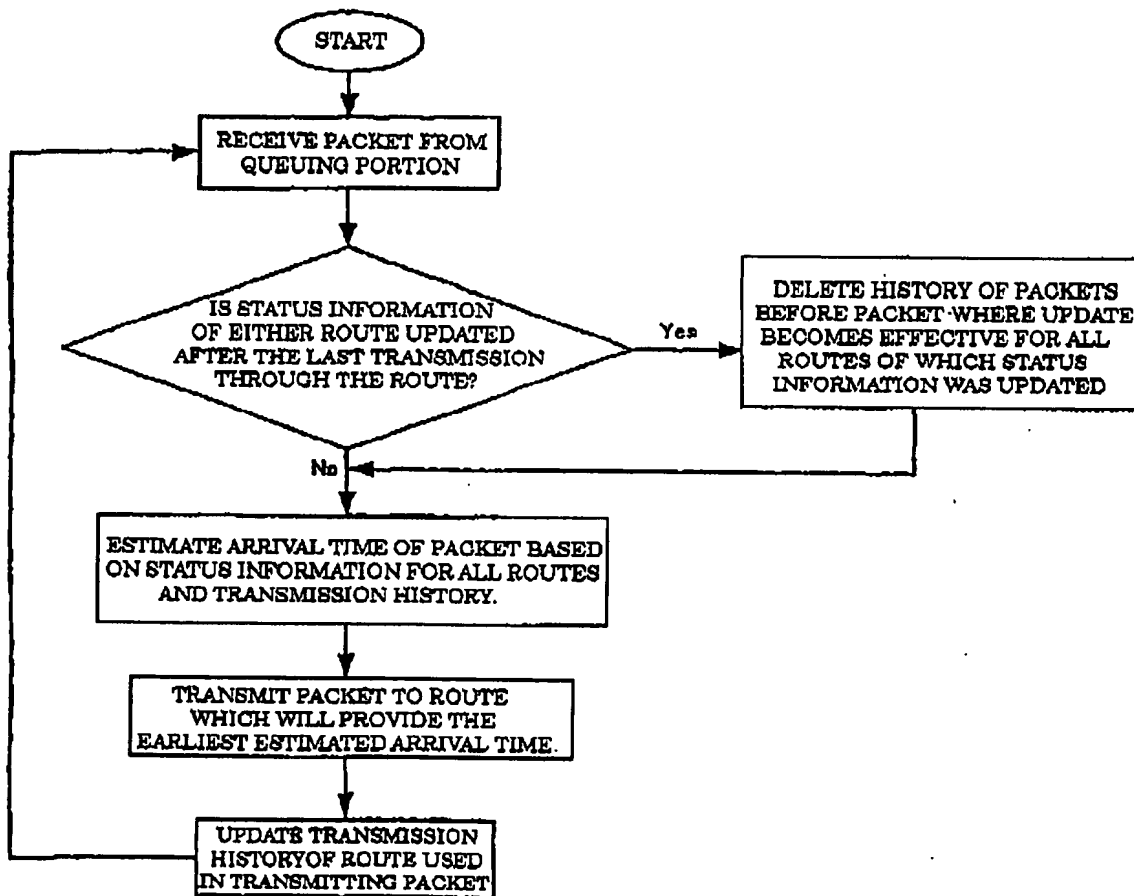 START
RECEIVE PACKET FROM
QUEUING PORTION
IS STATUS INFORMATION
OF EITHER ROUTE UPDATED
AFTER THE LAST TRANSMISSION
THROUGH THE ROUTE?
Yes
DELETE HISTORY OF PACKETS
BEFORE PACKET WHERE UPDATE
BECOMES EFFECTIVE FOR ALL
ROUTES OF WHICH STATUS
INFORMATION WAS UPDATED
No
ESTIMATE ARRIVAL TIME OF PACKET BASED
ON STATUS INFORMATION FOR ALL ROUTES
AND TRANSMISSION HISTORY.
TRANSMIT PACKET TO ROUTE
WHICH WILL PROVIDE THE
EARLIEST ESTIMATED ARRIVAL TIME.
UPDATE TRANSMISSION
HISTORYOF ROUTE USED
IN TRANSMITTING PACKET